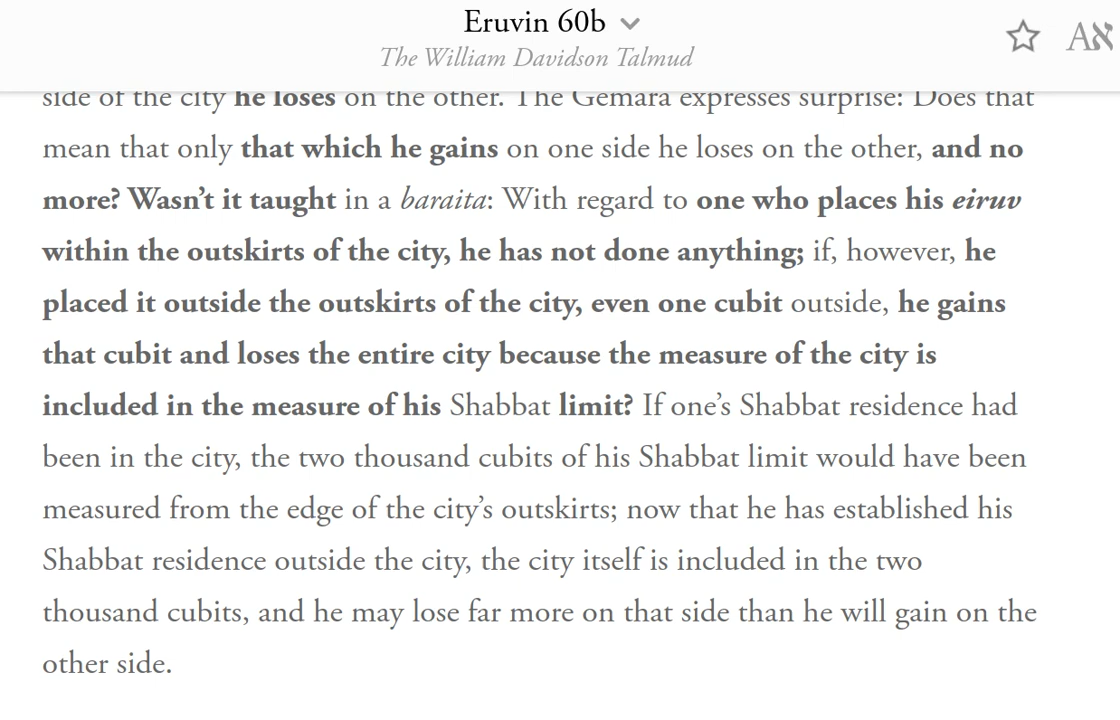 Eruvin 60b
The William Davidson Talmud
Aא
side of the city he loses on the other. The Gemara expresses surprise: Does that
mean that only that which he gains on one side he loses on the other, and no
more? Wasn’t it taught in a baraita: With regard to one who places his eiruv
within the outskirts of the city, he has not done anything; if, however, he
placed it outside the outskirts of the city, even one cubit outside, he gains
that cubit and loses the entire city because the measure of the city is
included in the measure of his Shabbat limit? If one’s Shabbat residence had
been in the city, the two thousand cubits of his Shabbat limit would have been
measured from the edge of the city’s outskirts; now that he has established his
Shabbat residence outside the city, the city itself is included in the two
thousand cubits, and he may lose far more on that side than he will gain on the
other side.